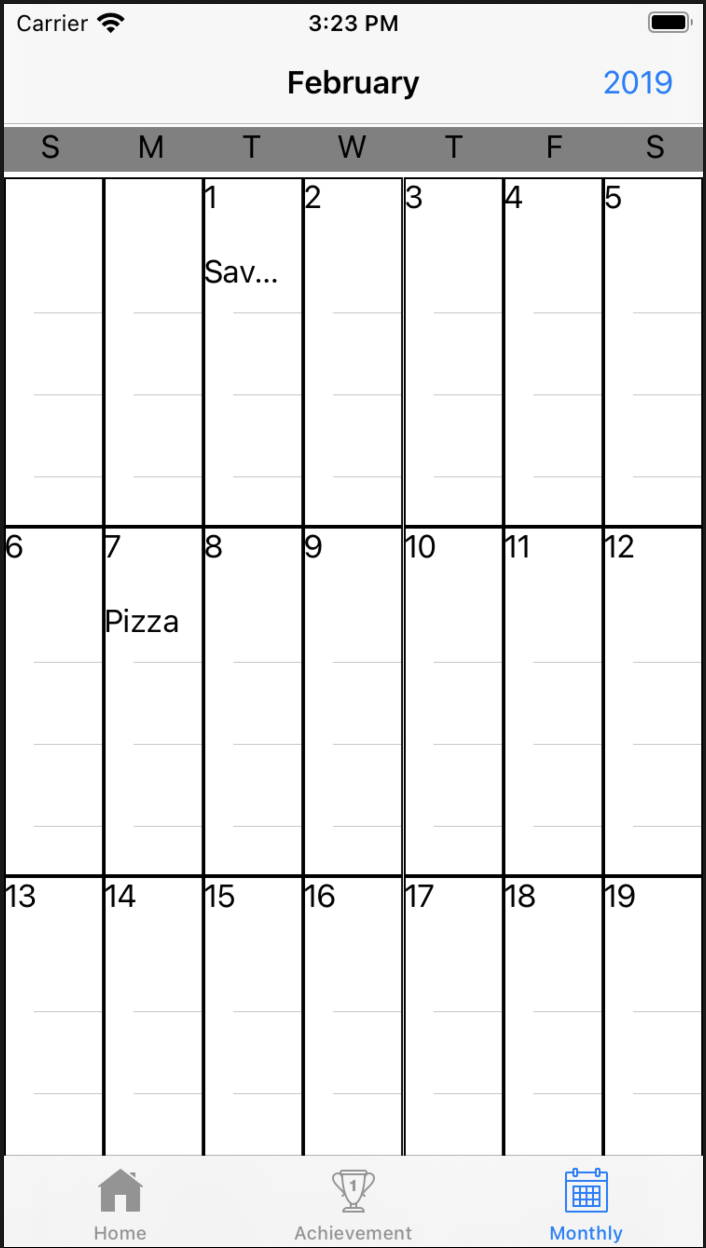 Carrier 3:23 PM
February 2019
S M T W T F S
1 2 3 4 5
Sav...
6 7 8 9 10 11 12
Pizza
13 14 15 16 17 18 19
1
Home Achievement Monthly